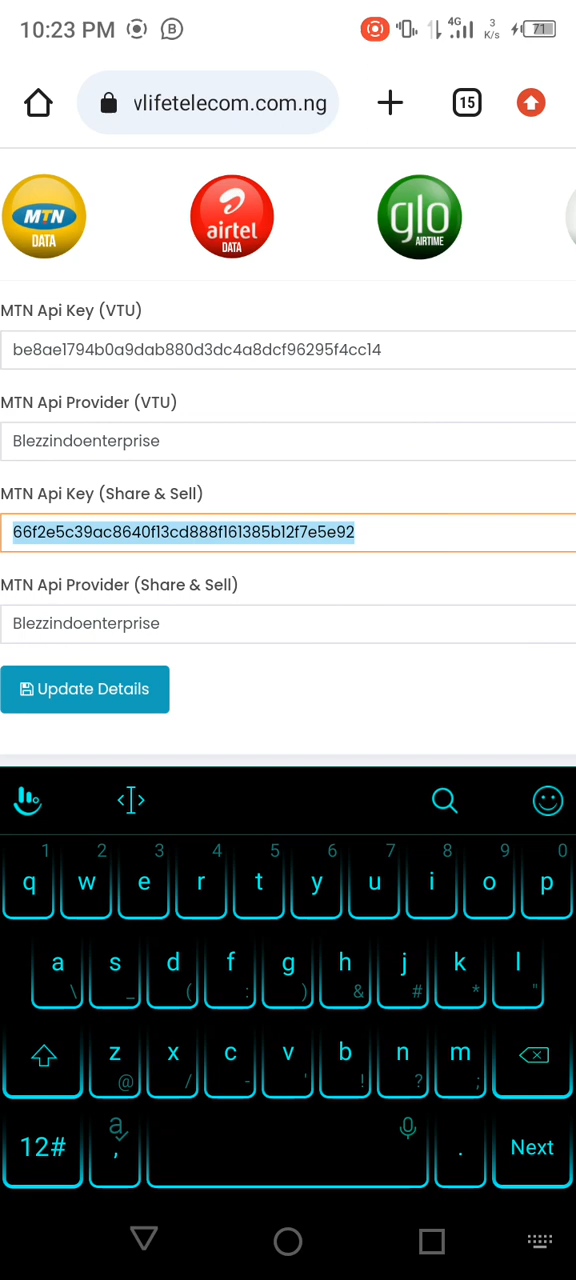 10:23 PM B 4G 3 K/s 71
vlifetelecom.com.ng 15
MTN DATA
airtel DATA
glo AIRTIME
MTN Api Key (VTU)
be8ae1794b0a9dab880d3dc4a8dcf96295f4cc14
MTN Api Provider (VTU)
Blezzindoenterprise
MTN Api Key (Share & Sell)
66f2e5c39ac8640f13cd888f161385b12f7e5e92
MTN Api Provider (Share & Sell)
Blezzindoenterprise
Update Details
1 2 3 4 5 6 7 8 9 0
q w e r t y u i o p
a s d f g h j k l
\ _ ( : ) & # * "
z x c v b n m
@ / - ' ! ? ;
12# a , . Next